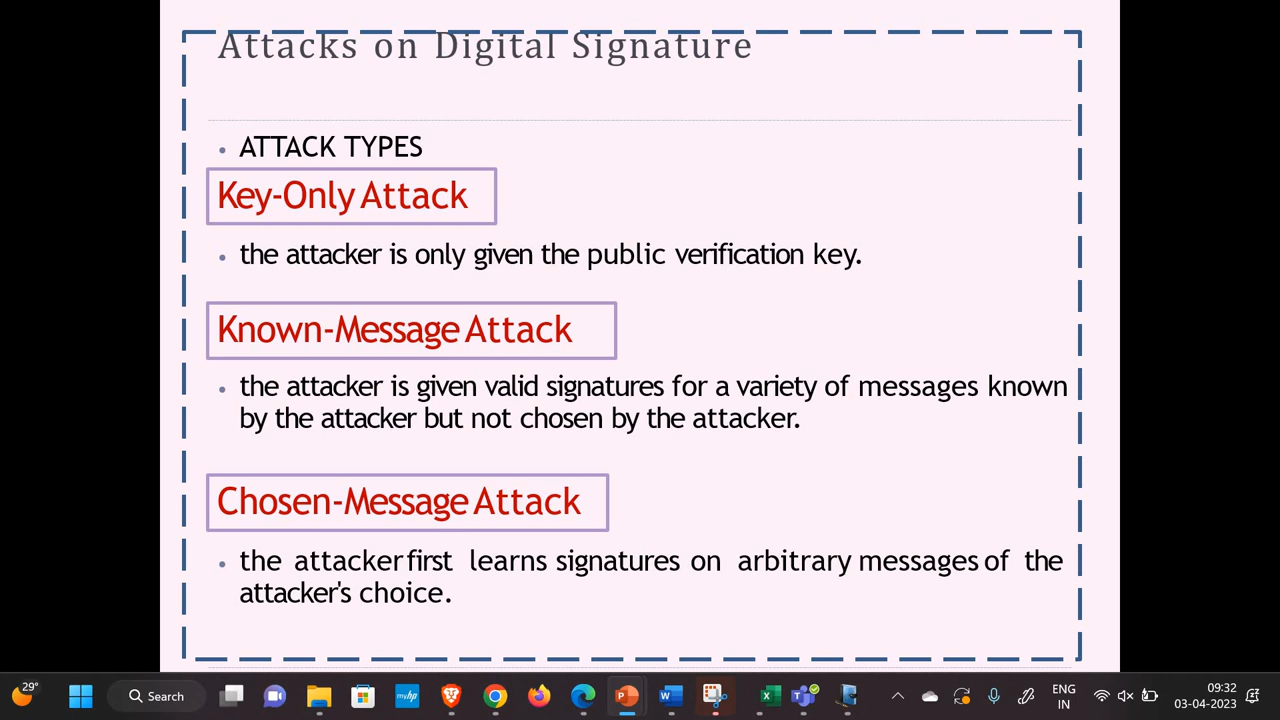 Attacks on Digital Signature
• ATTACK TYPES
Key-Only Attack
• the attacker is only given the public verification key.
Known-Message Attack
• the attacker is given valid signatures for a variety of messages known
by the attacker but not chosen by the attacker.
Chosen-Message Attack
• the attacker first learns signatures on arbitrary messages of the
attacker's choice.
29°
Search
myhp
ENG
IN
09:32
03-04-2023